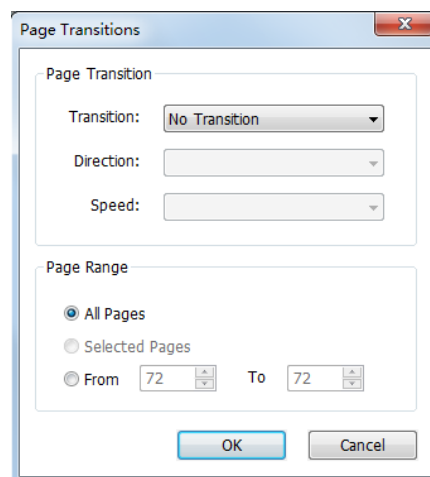 Page Transitions
Page Transition
Transition: No Transition
Direction:
Speed:
Page Range
All Pages
Selected Pages
From 72 To 72
OK Cancel